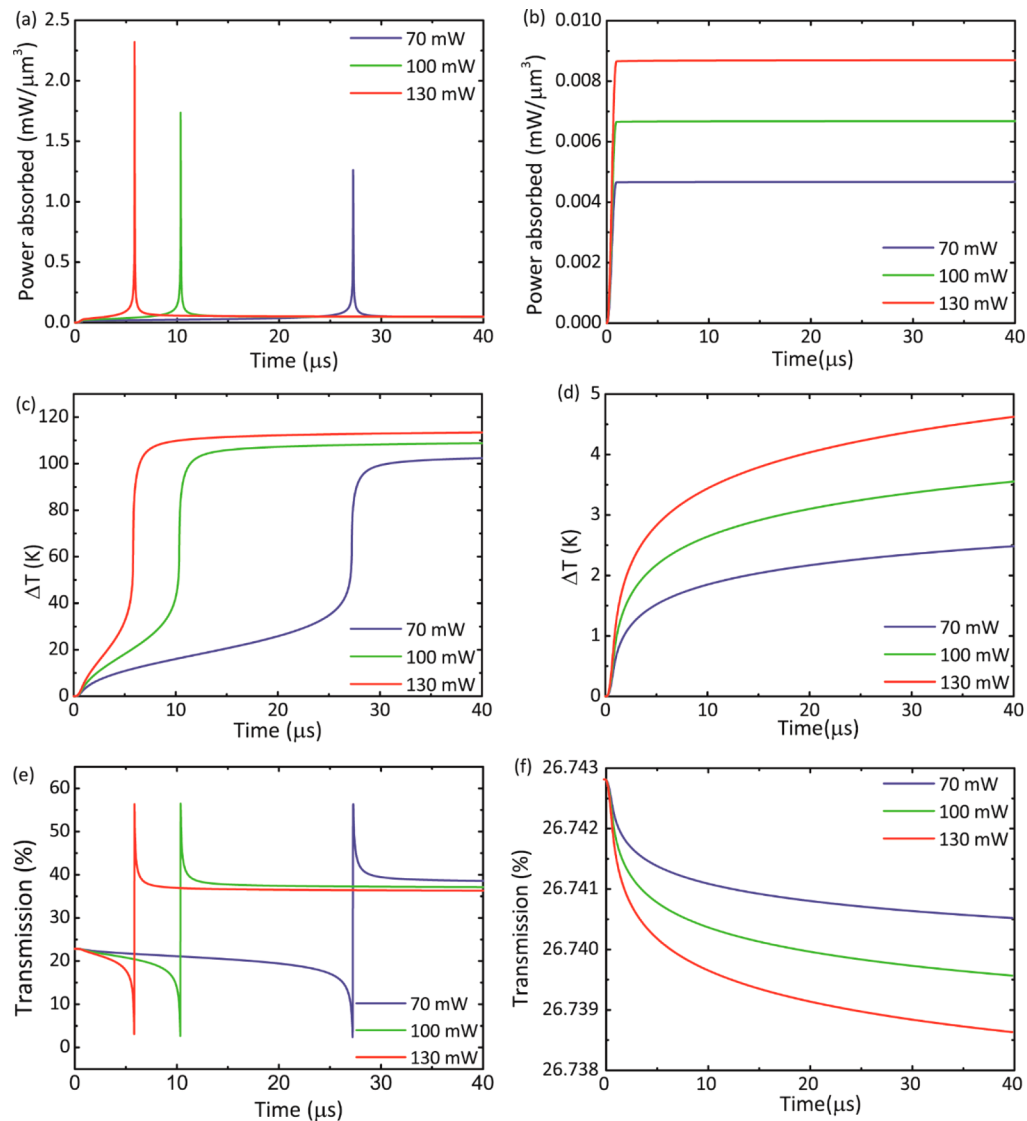 (a)
Power absorbed (mW/μm³)
2.5
2.0
1.5
1.0
0.5
0.0
70 mW
100 mW
130 mW
0 10 20 30 40
Time (μs)
(b)
Power absorbed (mW/μm³)
0.010
0.008
0.006
0.004
0.002
0.000
70 mW
100 mW
130 mW
0 10 20 30 40
Time(μs)
(c)
ΔT (K)
120
100
80
60
40
20
0
70 mW
100 mW
130 mW
0 10 20 30 40
Time (μs)
(d)
ΔT (K)
5
4
3
2
1
0
70 mW
100 mW
130 mW
0 10 20 30 40
Time(μs)
(e)
Transmission (%)
60
50
40
30
20
10
0
70 mW
100 mW
130 mW
0 10 20 30 40
Time (μs)
(f)
Transmission (%)
26.743
26.742
26.741
26.740
26.739
26.738
70 mW
100 mW
130 mW
0 10 20 30 40
Time(μs)